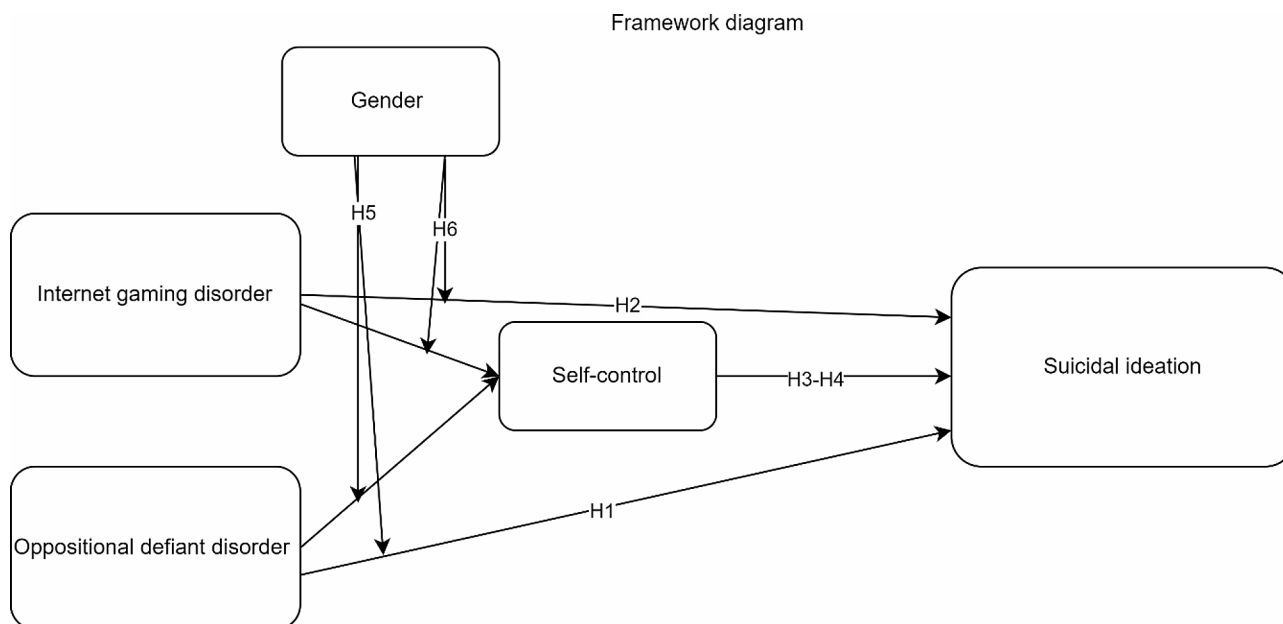 Framework diagram
Gender
H5
H6
Internet gaming disorder
H2
Self-control
H3-H4
Suicidal ideation
H1
Oppositional defiant disorder